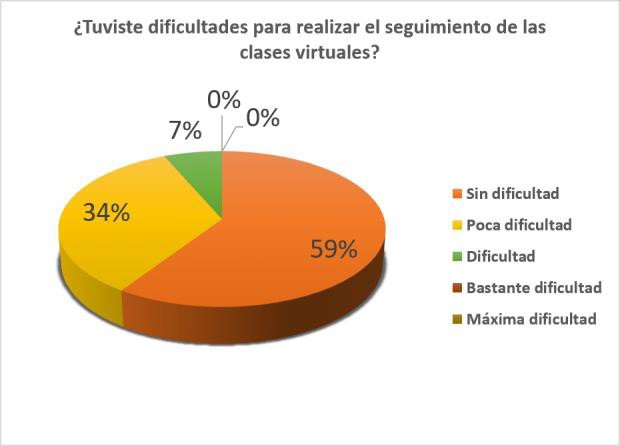 ¿Tuviste dificultades para realizar el seguimiento de las
clases virtuales?
0%
0%
7%
34%
59%
Sin dificultad
Poca dificultad
Dificultad
Bastante dificultad
Máxima dificultad